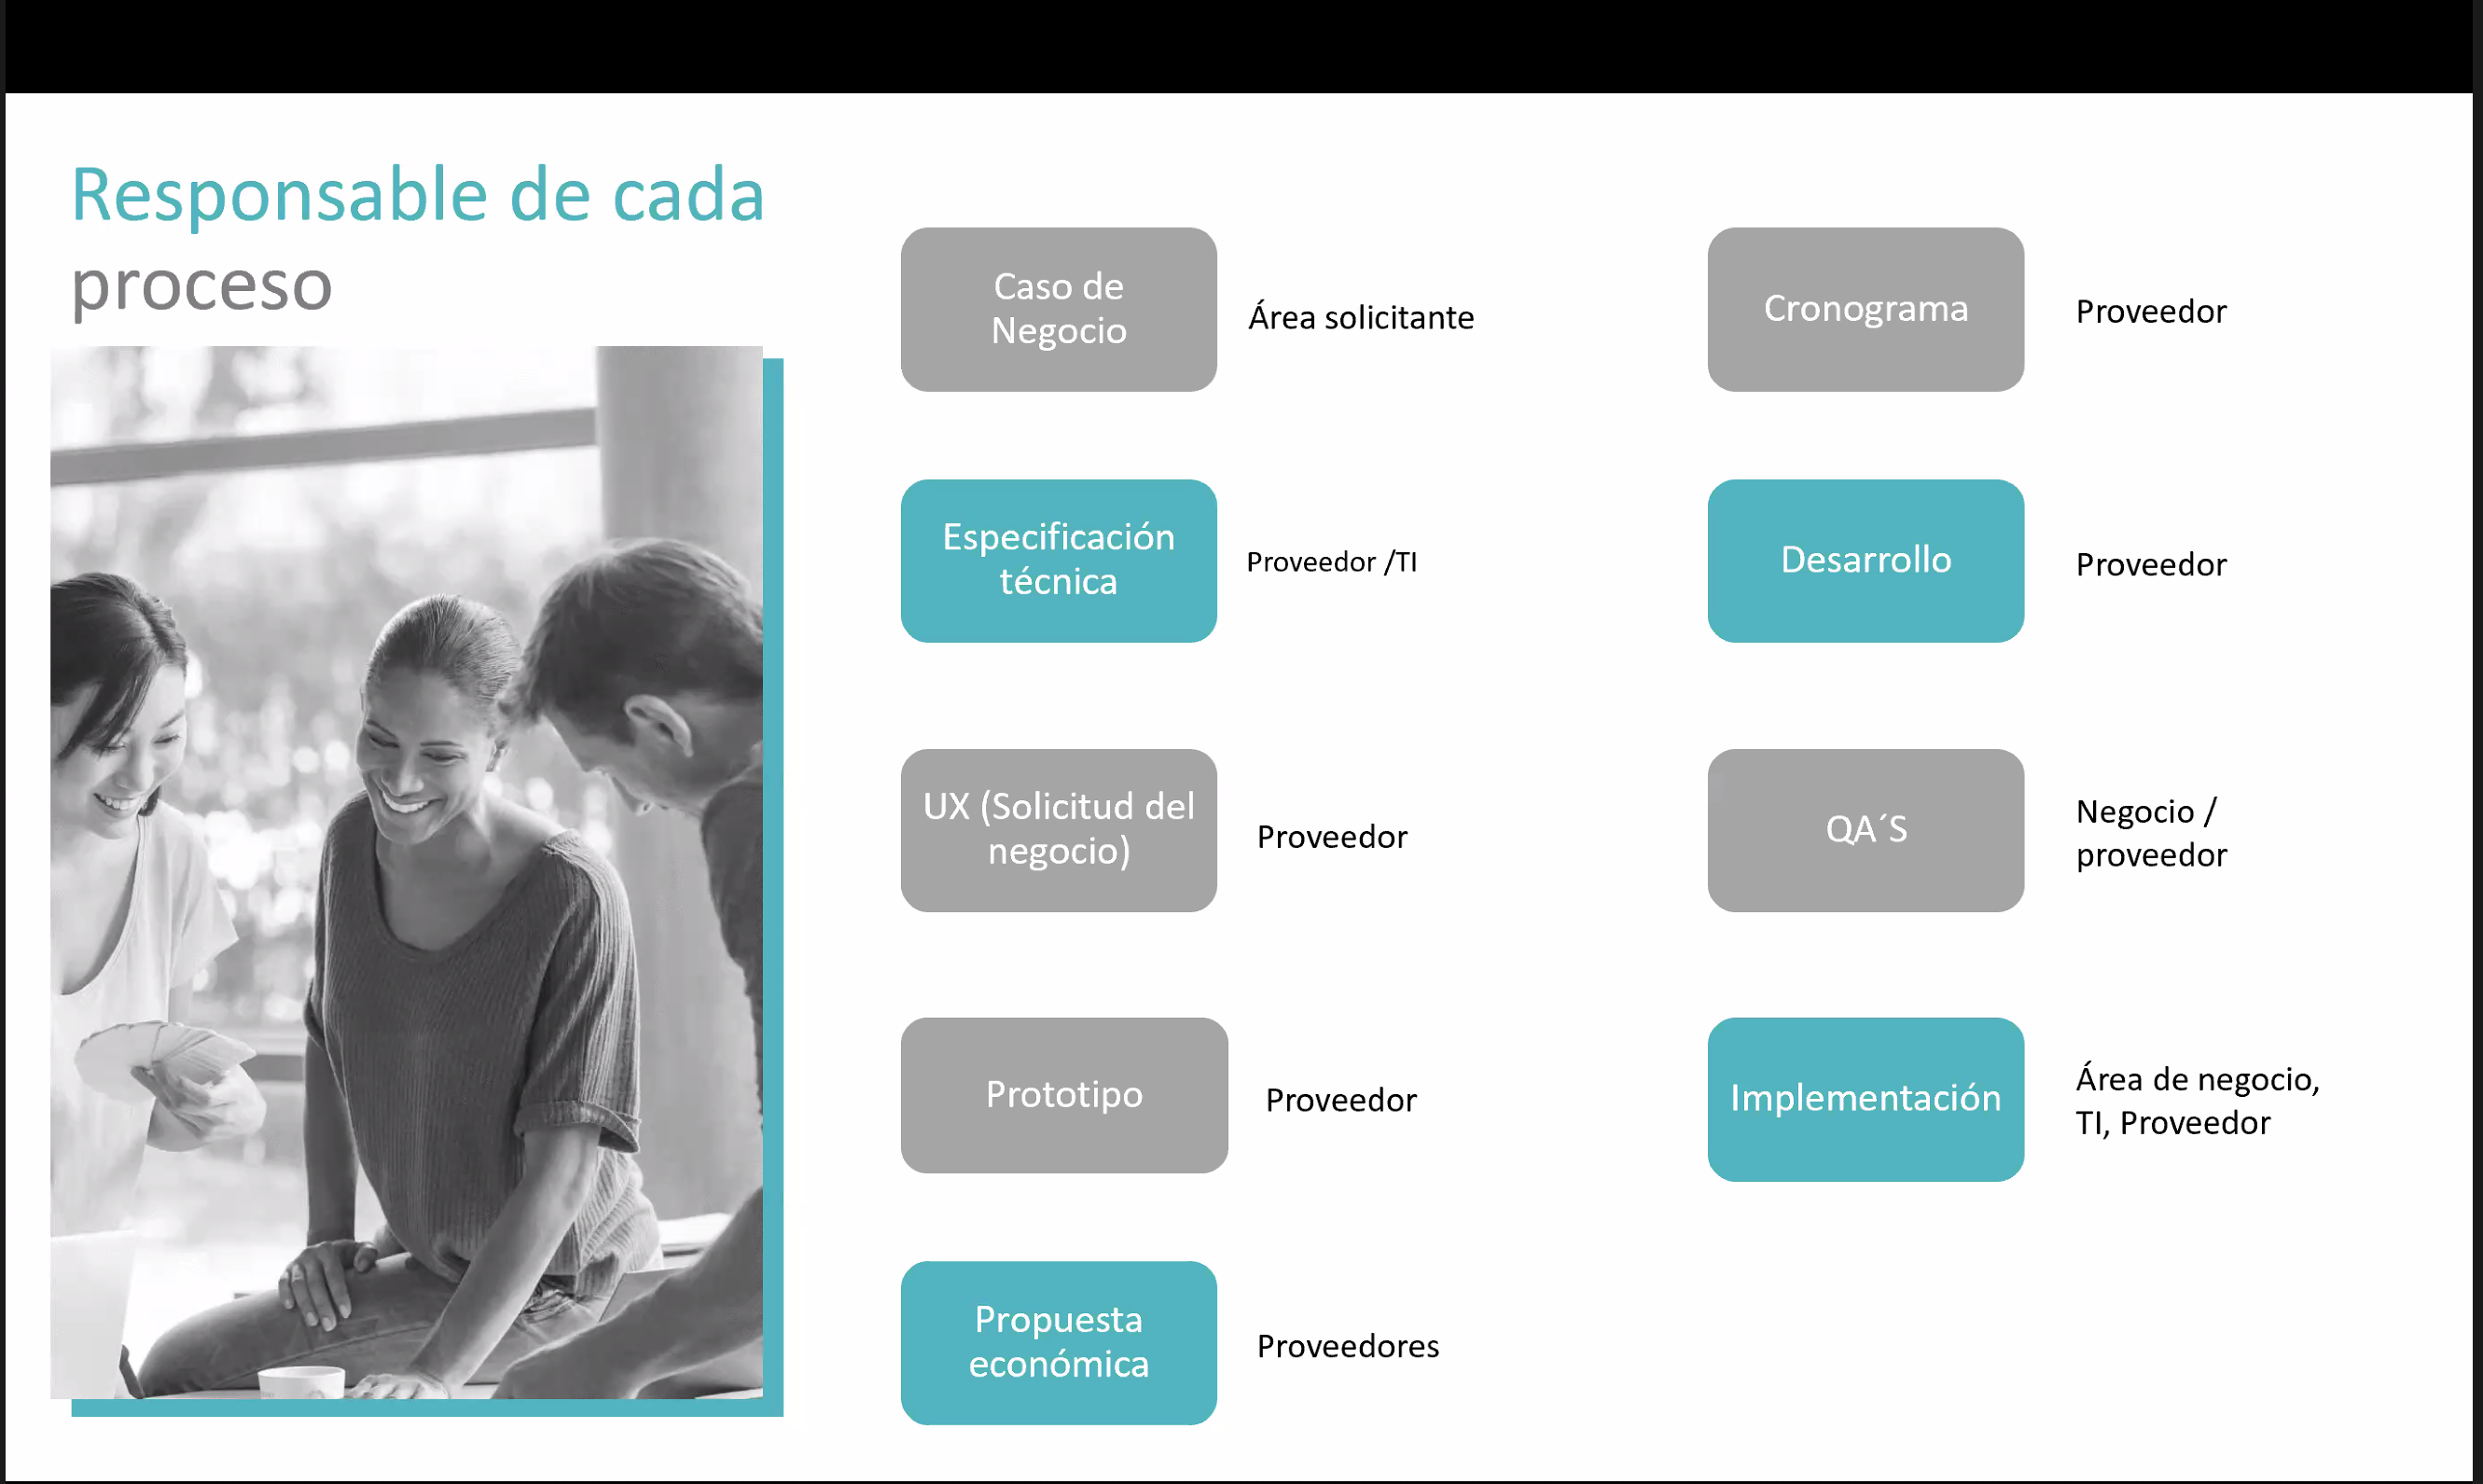 Responsable de cada
proceso
Caso de
Negocio
Área solicitante
Especificación
técnica
Proveedor /TI
UX (Solicitud del
negocio)
Proveedor
Prototipo
Proveedor
Propuesta
económica
Proveedores
Cronograma
Proveedor
Desarrollo
Proveedor
QA´S
Negocio /
proveedor
Implementación
Área de negocio,
TI, Proveedor